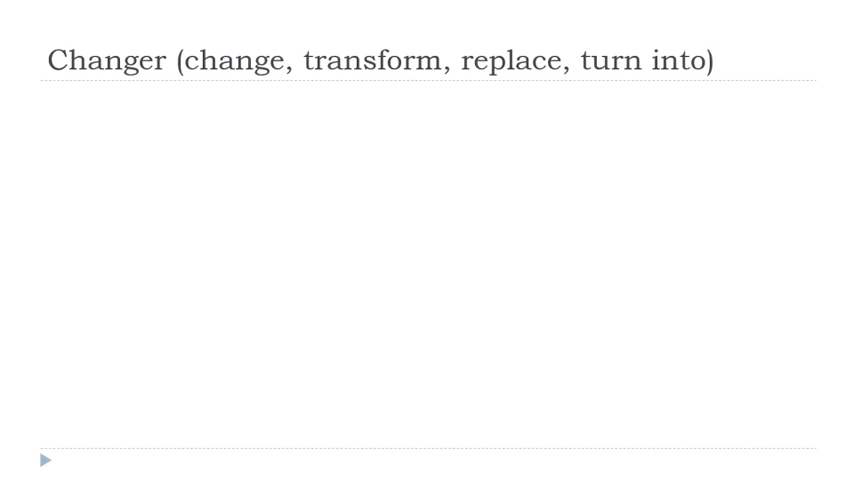 Changer (change, transform, replace, turn into)